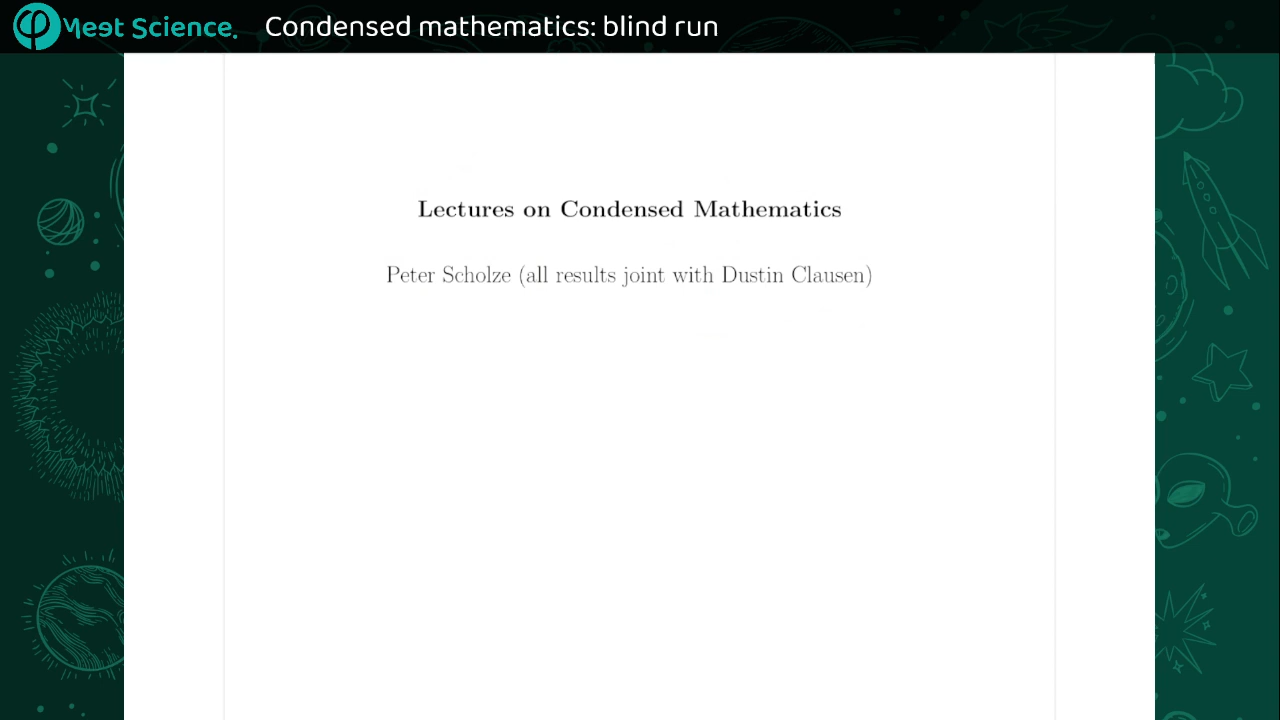 Meet Science.
Condensed mathematics: blind run
Lectures on Condensed Mathematics
Peter Scholze (all results joint with Dustin Clausen)